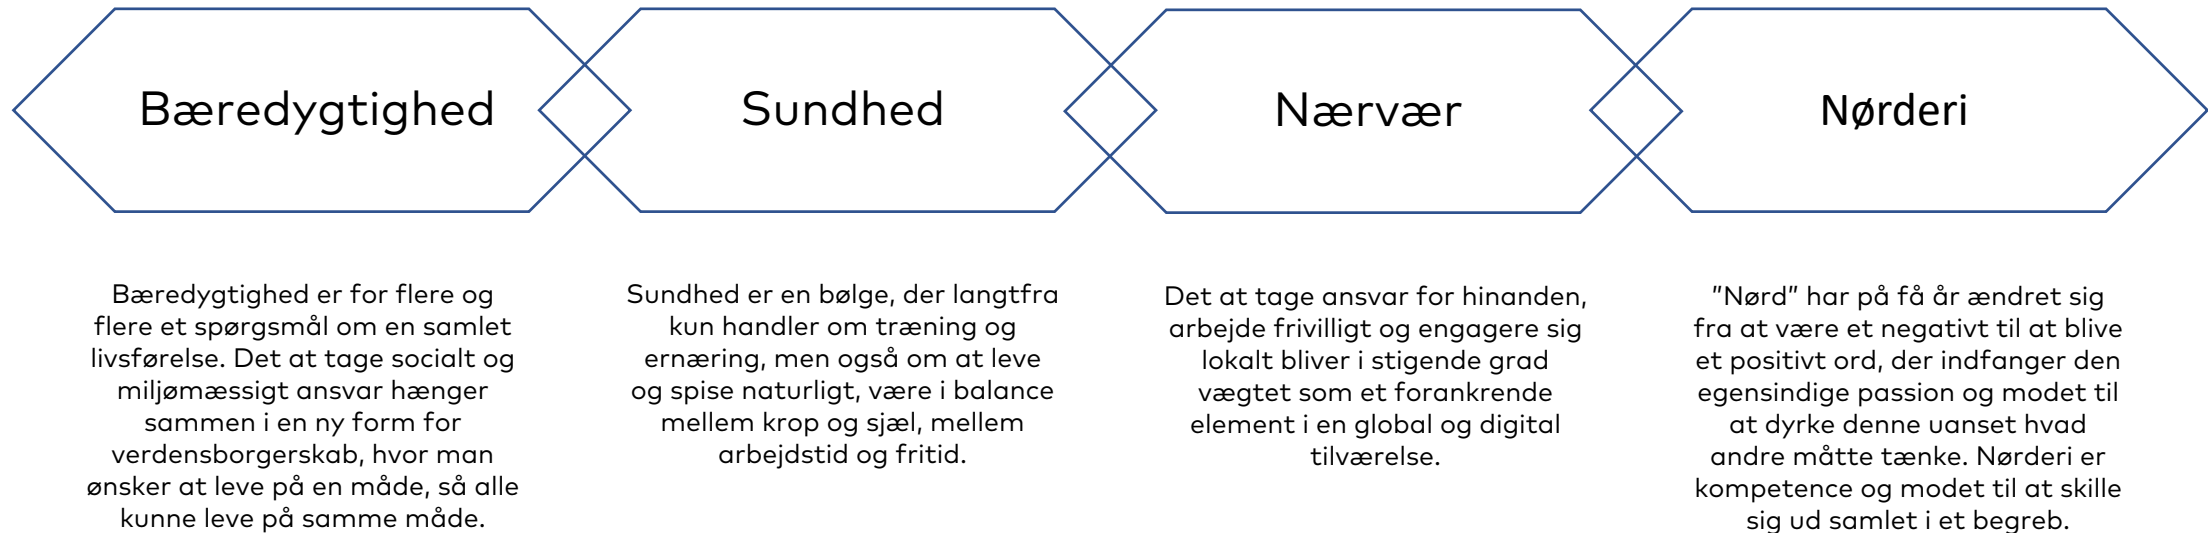 Bæredygtighed
Sundhed
Nærvær
Nørderi
Bæredygtighed er for flere og
flere et spørgsmål om en samlet
livsførelse. Det at tage socialt og
miljømæssigt ansvar hænger
sammen i en ny form for
verdensborgerskab, hvor man
ønsker at leve på en måde, så alle
kunne leve på samme måde.
Sundhed er en bølge, der langtfra
kun handler om træning og
ernæring, men også om at leve
og spise naturligt, være i balance
mellem krop og sjæl, mellem
arbejdstid og fritid.
Det at tage ansvar for hinanden,
arbejde frivilligt og engagere sig
lokalt bliver i stigende grad
vægtet som et forankrende
element i en global og digital
tilværelse.
”Nørd” har på få år ændret sig
fra at være et negativt til at blive
et positivt ord, der indfanger den
egensindige passion og modet til
at dyrke denne uanset hvad
andre måtte tænke. Nørderi er
kompetence og modet til at skille
sig ud samlet i et begreb.